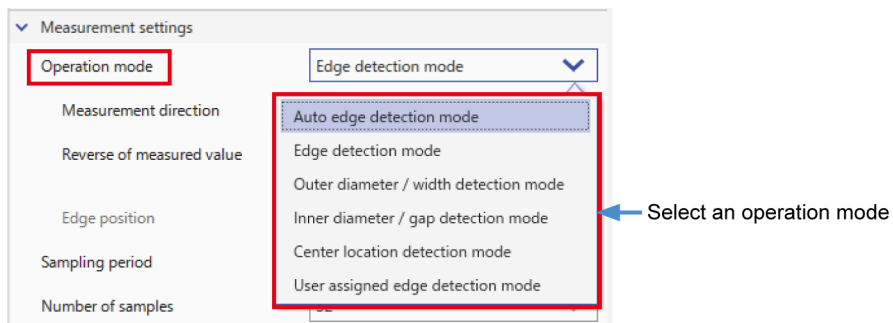 Measurement settings
Operation mode
Edge detection mode
Measurement direction
Auto edge detection mode
Reverse of measured value
Edge detection mode
Outer diameter / width detection mode
Edge position
Inner diameter / gap detection mode
Select an operation mode
Sampling period
Center location detection mode
User assigned edge detection mode
Number of samples